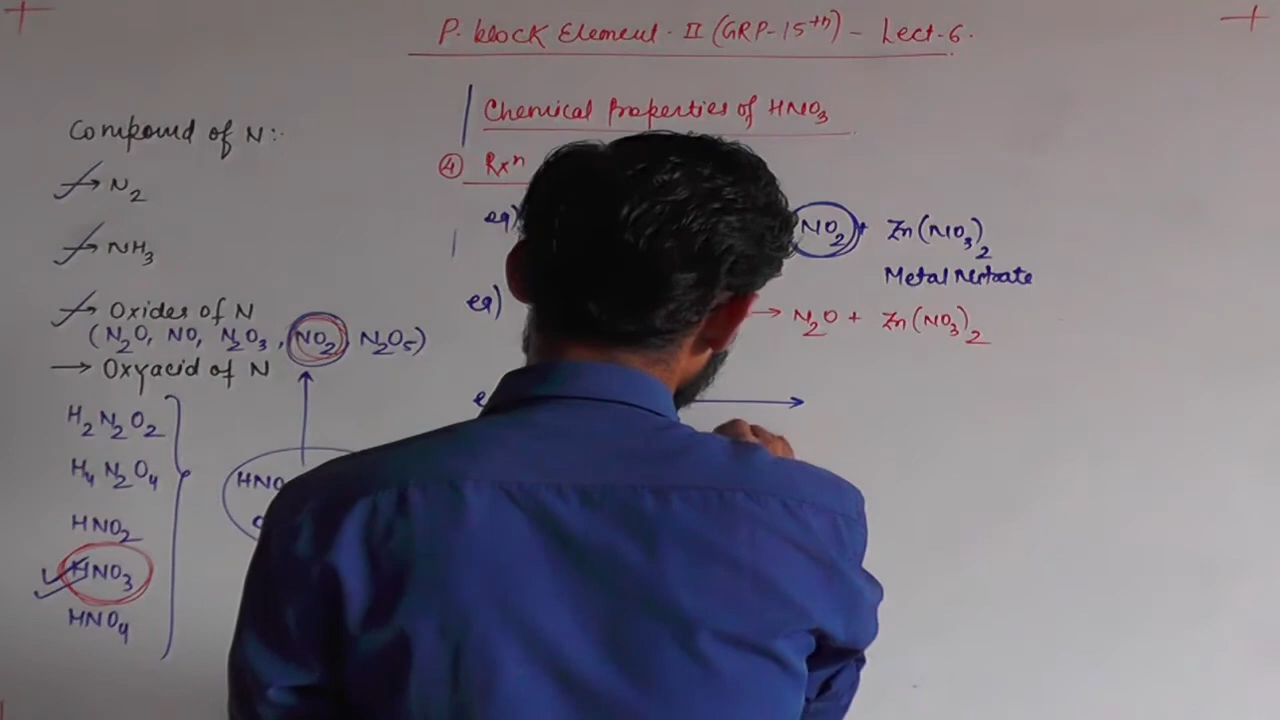 P. block Element. II (GRP-15th) - Lect-6.
Compound of N:-
→ N2
→ NH3
→ Oxides of N
(N2O, NO, N2O3, NO2, N2O5)
→ Oxyacid of N
H2N2O2
H4N2O4
HNO2
HNO3
HNO4
Chemical Properties of HNO3
④ Rxn
eg) NO2 + Zn(NO3)2
Metal Nitrate
eg) → N2O + Zn(NO3)2